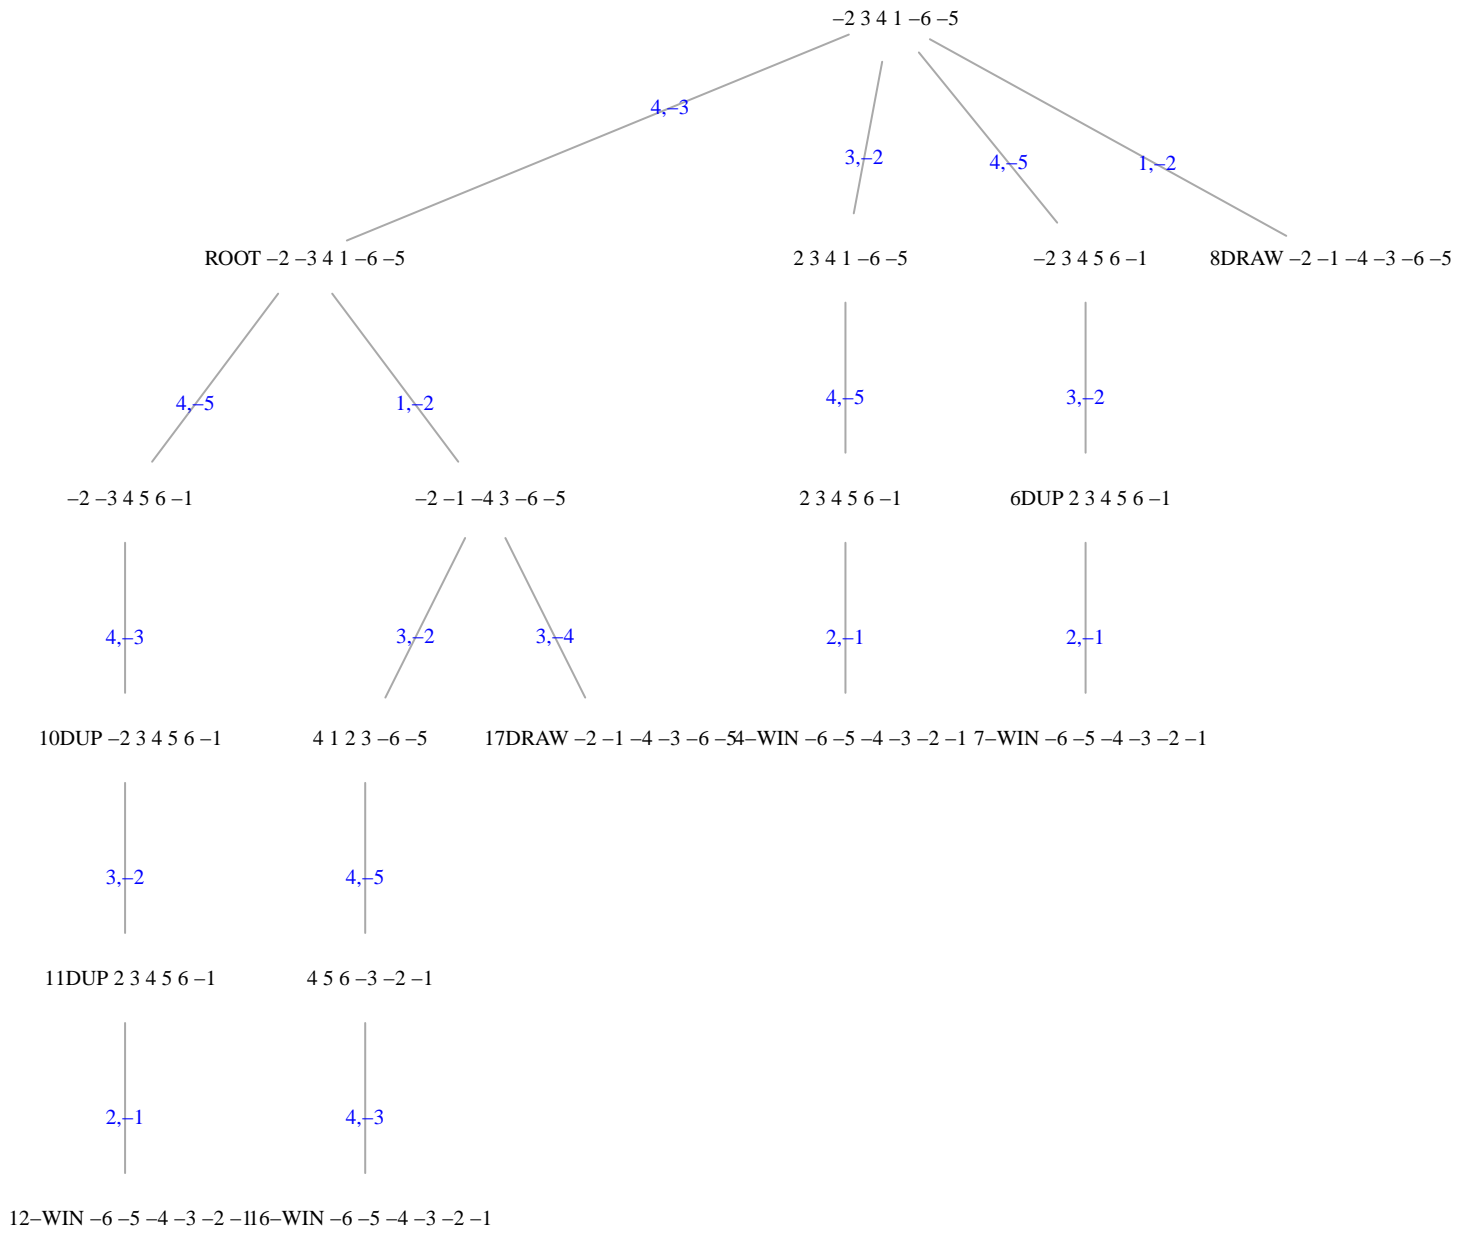 –2 3 4 1 –6 –5
4,–3
3,–2
4,–5
1,–2
ROOT –2 –3 4 1 –6 –5
2 3 4 1 –6 –5
–2 3 4 5 6 –1
8DRAW –2 –1 –4 –3 –6 –5
4,–5
1,–2
4,–5
3,–2
–2 –3 4 5 6 –1
–2 –1 –4 3 –6 –5
2 3 4 5 6 –1
6DUP 2 3 4 5 6 –1
4,–3
3,–2
3,–4
2,–1
2,–1
10DUP –2 3 4 5 6 –1
4 1 2 3 –6 –5
17DRAW –2 –1 –4 –3 –6 –5
4–WIN –6 –5 –4 –3 –2 –1
7–WIN –6 –5 –4 –3 –2 –1
3,–2
4,–5
11DUP 2 3 4 5 6 –1
4 5 6 –3 –2 –1
2,–1
4,–3
12–WIN –6 –5 –4 –3 –2 –1
16–WIN –6 –5 –4 –3 –2 –1